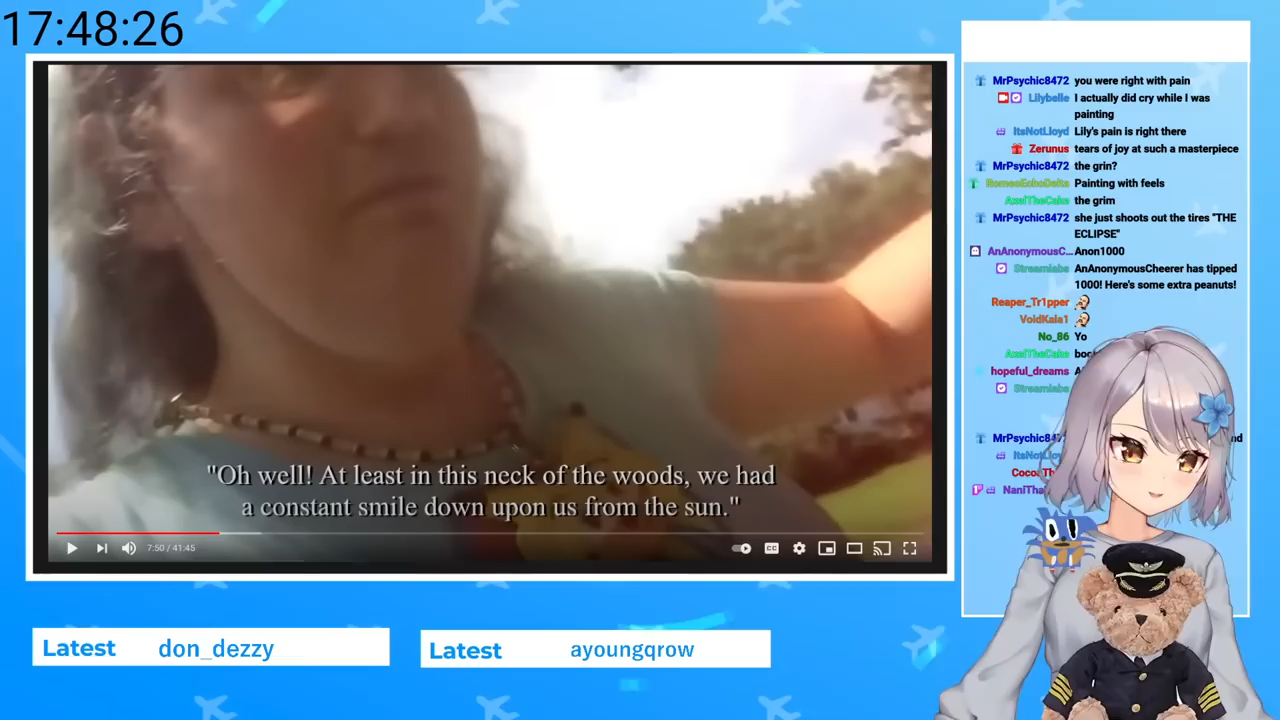 17:48:26
"Oh well! At least in this neck of the woods, we had
a constant smile down upon us from the sun."
7:50 / 41:45
CC
Latest don_dezzy
Latest ayoungqrow
MrPsychic8472 you were right with pain
Lilybelle I actually did cry while I was
painting
ItsNotLloyd Lily's pain is right there
Zerunus tears of joy at such a masterpiece
MrPsychic8472 the grin?
RomeoEchoDelta Painting with feels
AxelTheCake the grim
MrPsychic8472 she just shoots out the tires "THE
ECLIPSE"
AnAnonymousC... Anon1000
Streamlabs AnAnonymousCheerer has tipped
1000! Here's some extra peanuts!
Reaper_Tr1pper
VoidKala1
No_86 Yo
AxelTheCake
hopeful_dreams
Streamlabs